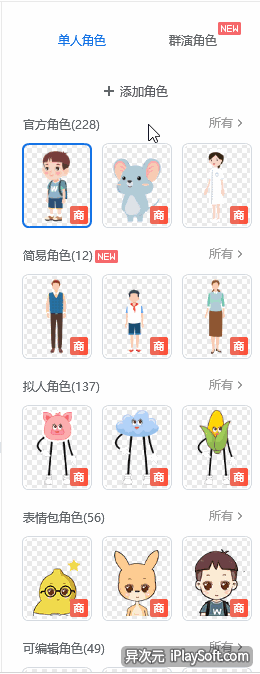 单人角色 群演角色 NEW
+ 添加角色
官方角色(228) 所有 >
商 商 商
简易角色(12) NEW 所有 >
商 商 商
拟人角色(137) 所有 >
商 商 商
表情包角色(56) 所有 >
商 商 商
W
可编辑角色(49) 所有 >
异次元 iPlaySoft.com